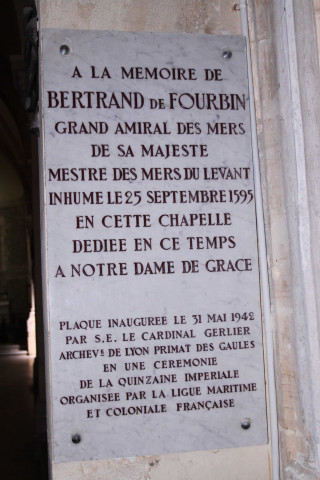 A LA MEMOIRE DE
BERTRAND DE FOURBIN
GRAND AMIRAL DES MERS
DE SA MAJESTE
MESTRE DES MERS DU LEVANT
INHUME LE 25 SEPTEMBRE 1595
EN CETTE CHAPELLE
DEDIEE EN CE TEMPS
A NOTRE DAME DE GRACE
PLAQUE INAUGUREE LE 31 MAI 1942
PAR S.E. LE CARDINAL GERLIER
ARCHEVS DE LYON PRIMAT DES GAULES
EN UNE CÉREMONIE
DE LA QUINZAINE IMPERIALE
ORGANISEE PAR LA LIGUE MARITIME
ET COLONIALE FRANÇAISE